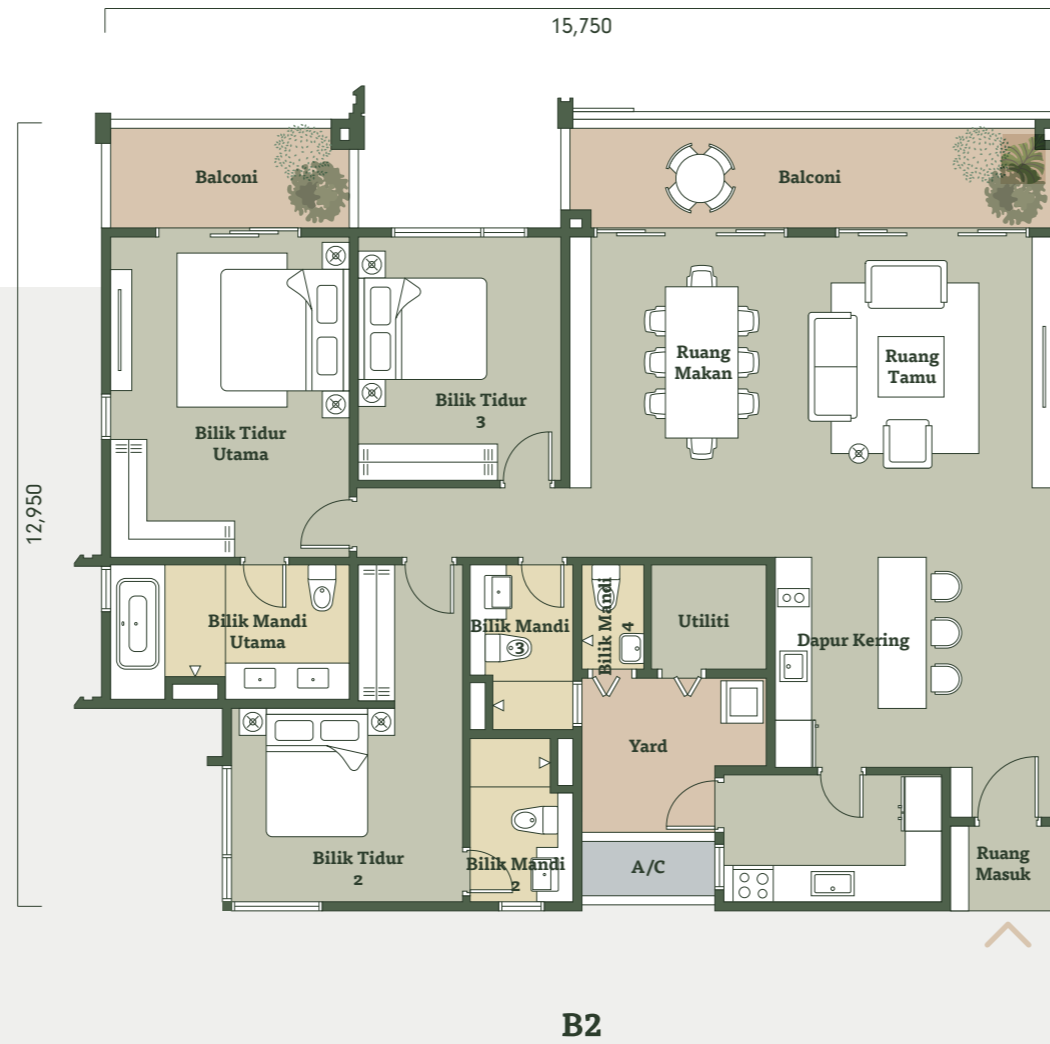 15,750
12,950
Balconi
Balconi
Ruang
Makan
Ruang
Tamu
Bilik Tidur
3
Bilik Tidur
Utama
Bilik Mandi
Utama
Bilik Mandi
3
Bilik Mandi
4
Utiliti
Dapur Kering
Yard
Bilik Tidur
2
Bilik Mandi
2
A/C
Ruang
Masuk
B2